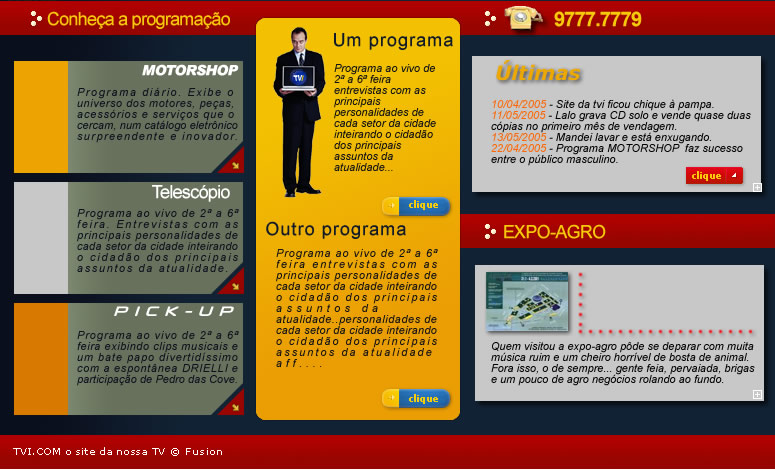 Conheça a programação
MOTORSHOP
Programa diário. Exibe o
universo dos motores, peças,
acessórios e serviços que o
cercam, num catálogo eletrônico
surpreendente e inovador.
Telescópio
Programa ao vivo de 2ª a 6ª
feira. Entrevistas com as
principais personalidades de
cada setor da cidade inteirando
o cidadão dos principais
assuntos da atualidade.
PICK-UP
Programa ao vivo de 2ª a 6ª
feira exibindo clips musicais e
um bate papo divertidíssimo
com a espontânea DRIELLI e
participação de Pedro das Cove.
Um programa
TVI
Programa ao vivo de
2ª a 6ª feira
entrevistas com as
principais
personalidades de
cada setor da cidade
inteirando o cidadão
dos principais
assuntos da
atualidade...
clique
Outro programa
Programa ao vivo de 2ª a 6ª
feira entrevistas com as
principais personalidades de
cada setor da cidade inteirando
o cidadão dos principais
assuntos da
atualidade..personalidades de
cada setor da cidade inteirando
o cidadão dos principais
assuntos da atualidade
aff....
clique
9777.7779
Últimas
10/04/2005 - Site da tvi ficou chique à pampa.
11/05/2005 - Lalo grava CD solo e vende quase duas
cópias no primeiro mês de vendagem.
13/05/2005 - Mandei lavar e está enxugando.
22/04/2005 - Programa MOTORSHOP faz sucesso
entre o público masculino.
clique
EXPO-AGRO
Quem visitou a expo-agro pôde se deparar com muita
música ruim e um cheiro horrível de bosta de animal.
Fora isso, o de sempre... gente feia, pervaiada, brigas
e um pouco de agro negócios rolando ao fundo.
TVI.COM o site da nossa TV © Fusion